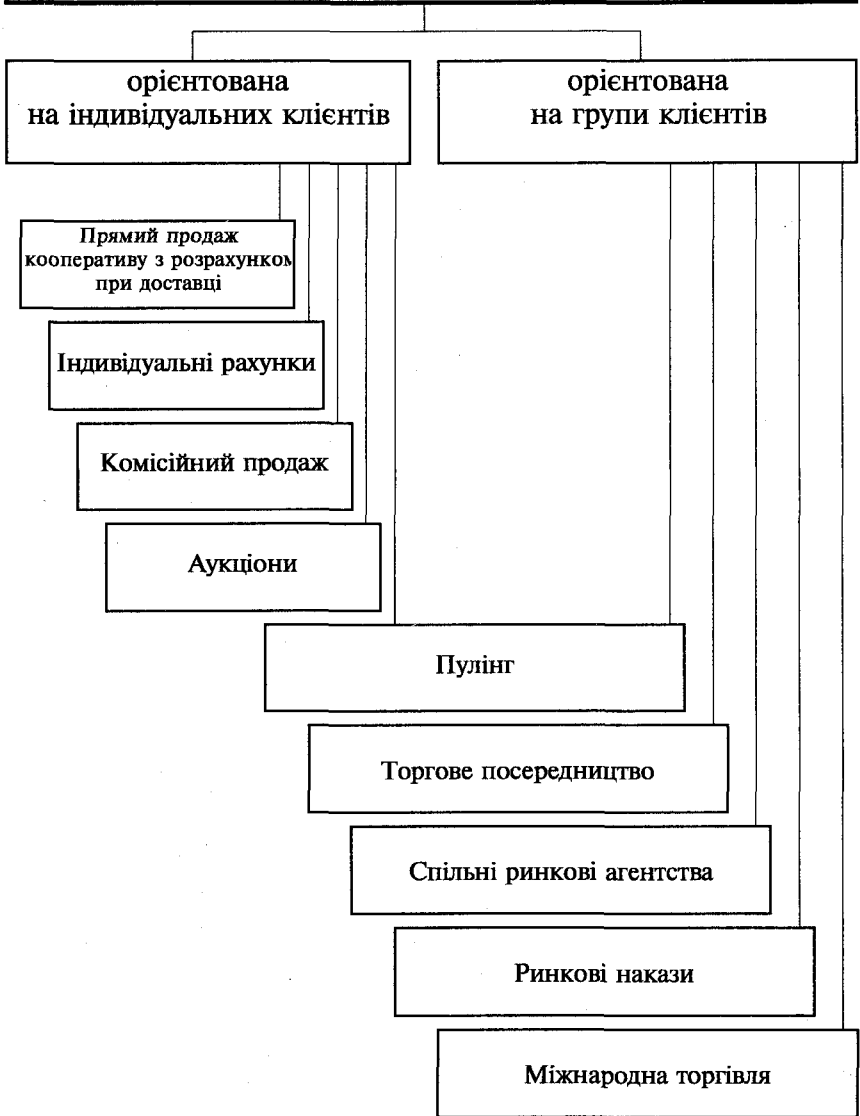 орієнтована
на індивідуальних клієнтів
орієнтована
на групи клієнтів
Прямий продаж
кооперативу з розрахунком
при доставці
Індивідуальні рахунки
Комісійний продаж
Аукціони
Пулінг
Торгове посередництво
Спільні ринкові агентства
Ринкові накази
Міжнародна торгівля